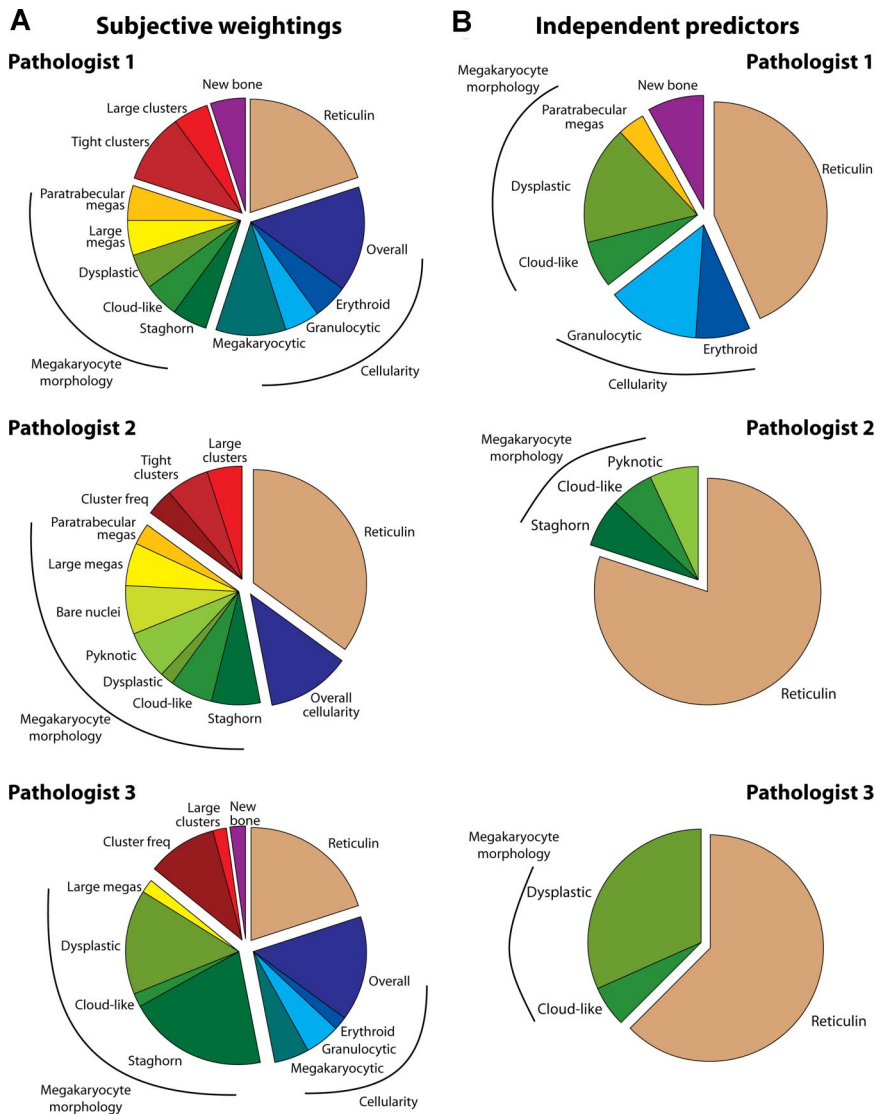 A
Subjective weightings
Pathologist 1
New bone
Large clusters
Reticulin
Tight clusters
Paratrabecular
megas
Large
megas
Overall
Dysplastic
Cloud-like
Erythroid
Staghorn
Granulocytic
Megakaryocytic
Megakaryocyte
morphology
Cellularity
Pathologist 2
Large
clusters
Tight
clusters
Cluster freq
Reticulin
Paratrabecular
megas
Large megas
Bare nuclei
Pyknotic
Dysplastic
Cloud-like
Staghorn
Overall
cellularity
Megakaryocyte
morphology
Pathologist 3
Large
clusters
New
bone
Cluster freq
Reticulin
Large megas
Dysplastic
Overall
Cloud-like
Erythroid
Granulocytic
Staghorn
Megakaryocytic
Megakaryocyte
morphology
Cellularity
B
Independent predictors
Pathologist 1
Megakaryocyte
morphology
New bone
Paratrabecular
megas
Reticulin
Dysplastic
Cloud-like
Granulocytic
Erythroid
Cellularity
Pathologist 2
Megakaryocyte
morphology
Pyknotic
Cloud-like
Staghorn
Reticulin
Pathologist 3
Megakaryocyte
morphology
Dysplastic
Cloud-like
Reticulin